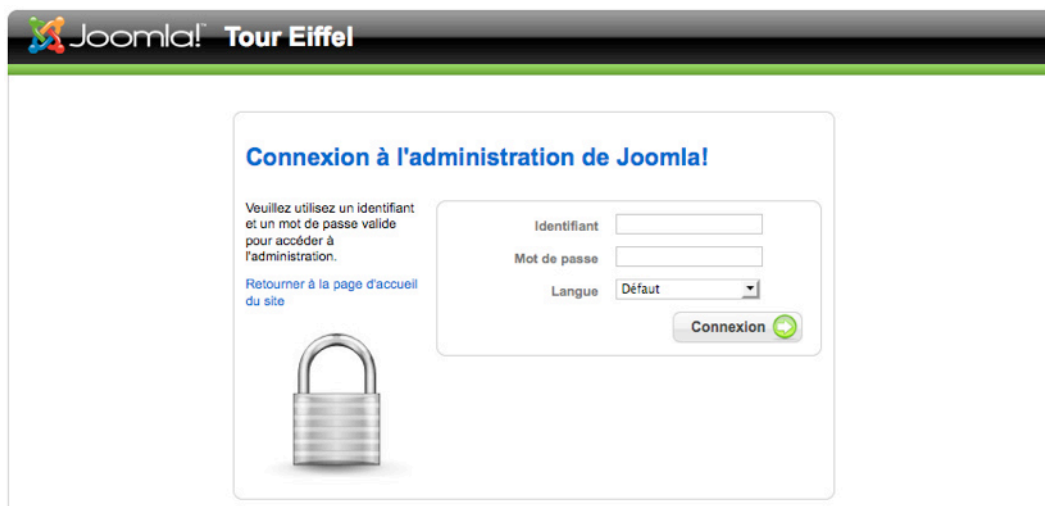 Joomla! Tour Eiffel
Connexion à l'administration de Joomla!
Veuillez utilisez un identifiant
et un mot de passe valide
pour accéder à
l'administration.
Retourner à la page d'accueil
du site
Identifiant
Mot de passe
Langue Défaut
Connexion